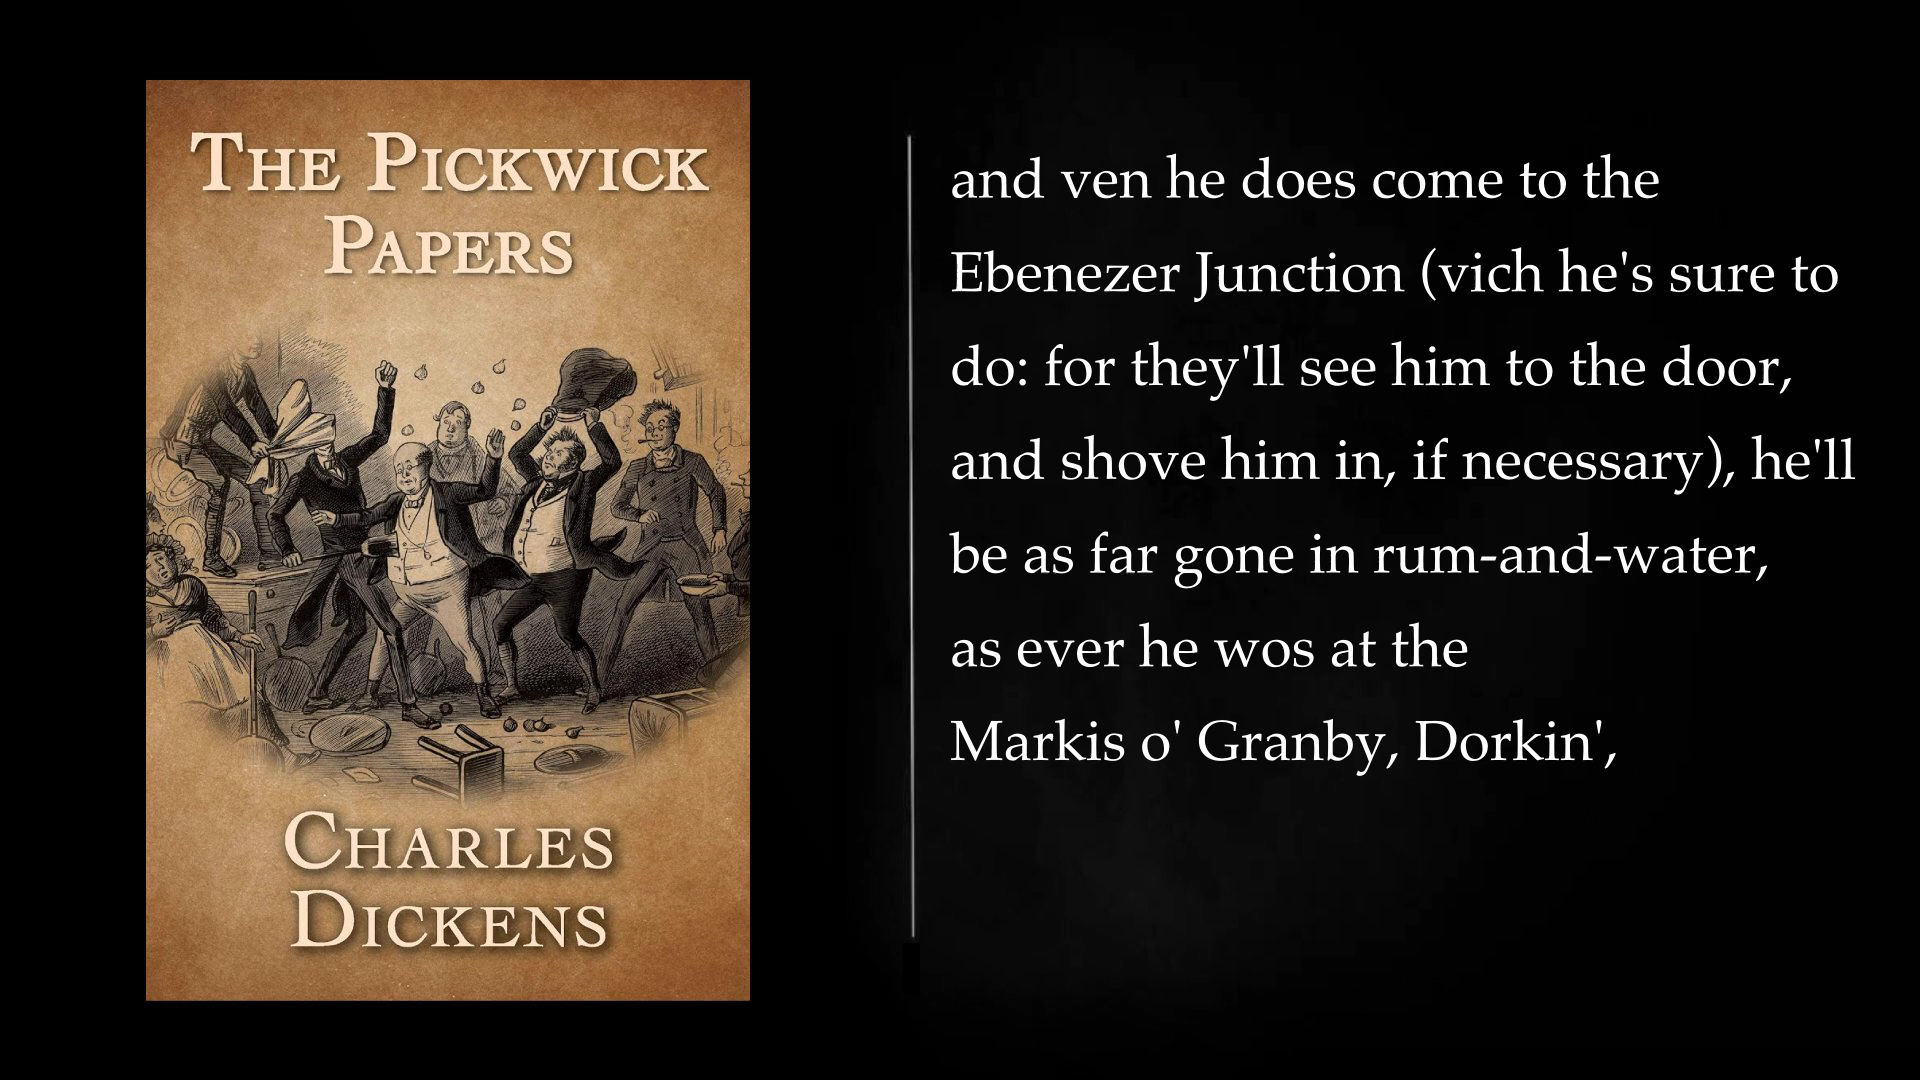 THE PICKWICK
PAPERS
CHARLES
DICKENS
and ven he does come to the
Ebenezer Junction (vich he's sure to
do: for they'll see him to the door,
and shove him in, if necessary), he'll
be as far gone in rum-and-water,
as ever he wos at the
Markis o' Granby, Dorkin',